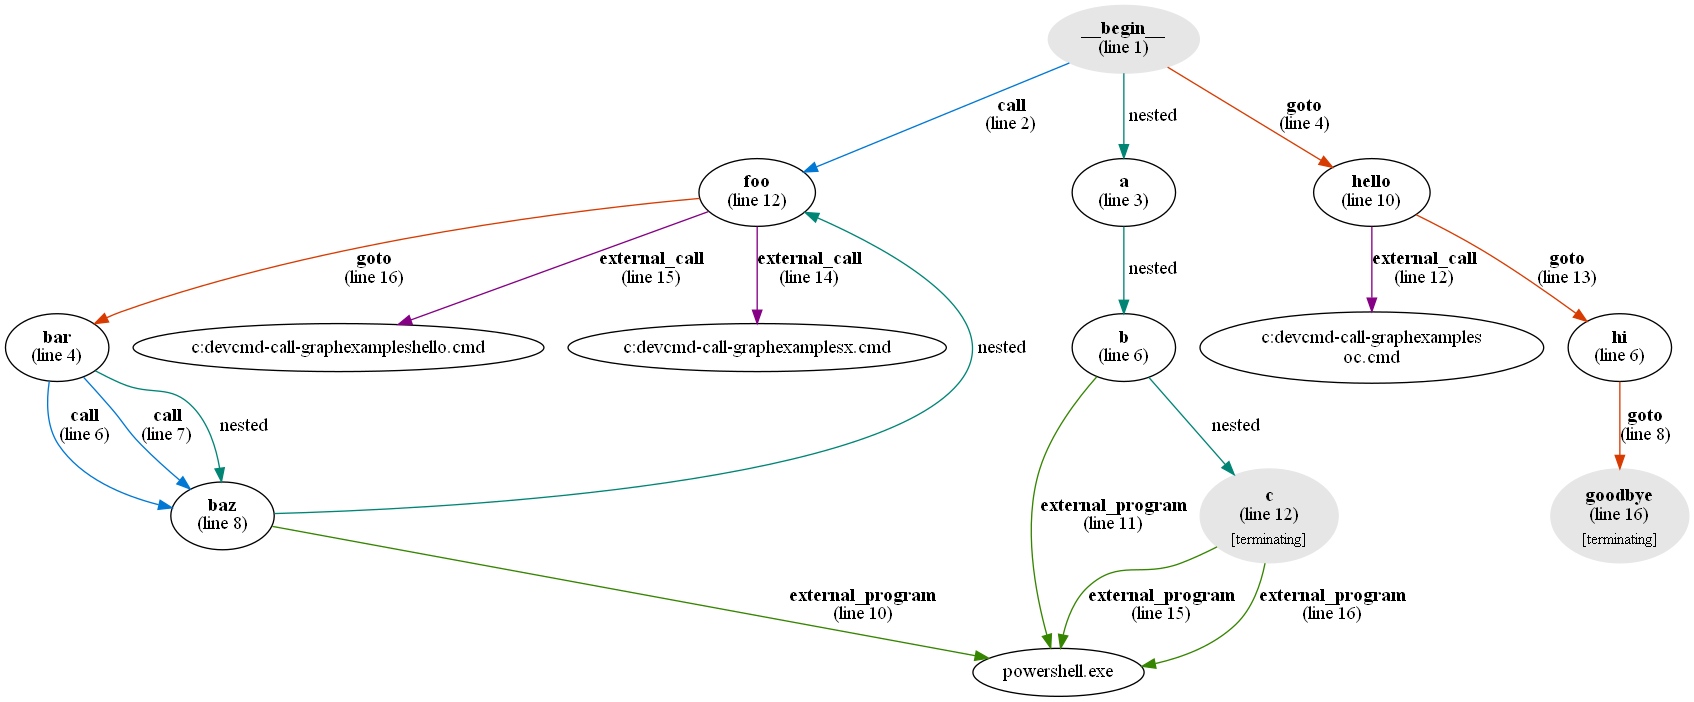 __begin__
(line 1)
call
(line 2)
nested
goto
(line 4)
foo
(line 12)
a
(line 3)
hello
(line 10)
goto
(line 16)
external_call
(line 15)
external_call
(line 14)
nested
external_call
(line 12)
goto
(line 13)
bar
(line 4)
c:devcmd-call-graphexampleshello.cmd
c:devcmd-call-graphexamplesx.cmd
nested
b
(line 6)
c:devcmd-call-graphexamples
oc.cmd
hi
(line 6)
call
(line 6)
call
(line 7)
nested
nested
goto
(line 8)
baz
(line 8)
external_program
(line 11)
c
(line 12)
[terminating]
goodbye
(line 16)
[terminating]
external_program
(line 10)
external_program
(line 15)
external_program
(line 16)
powershell.exe